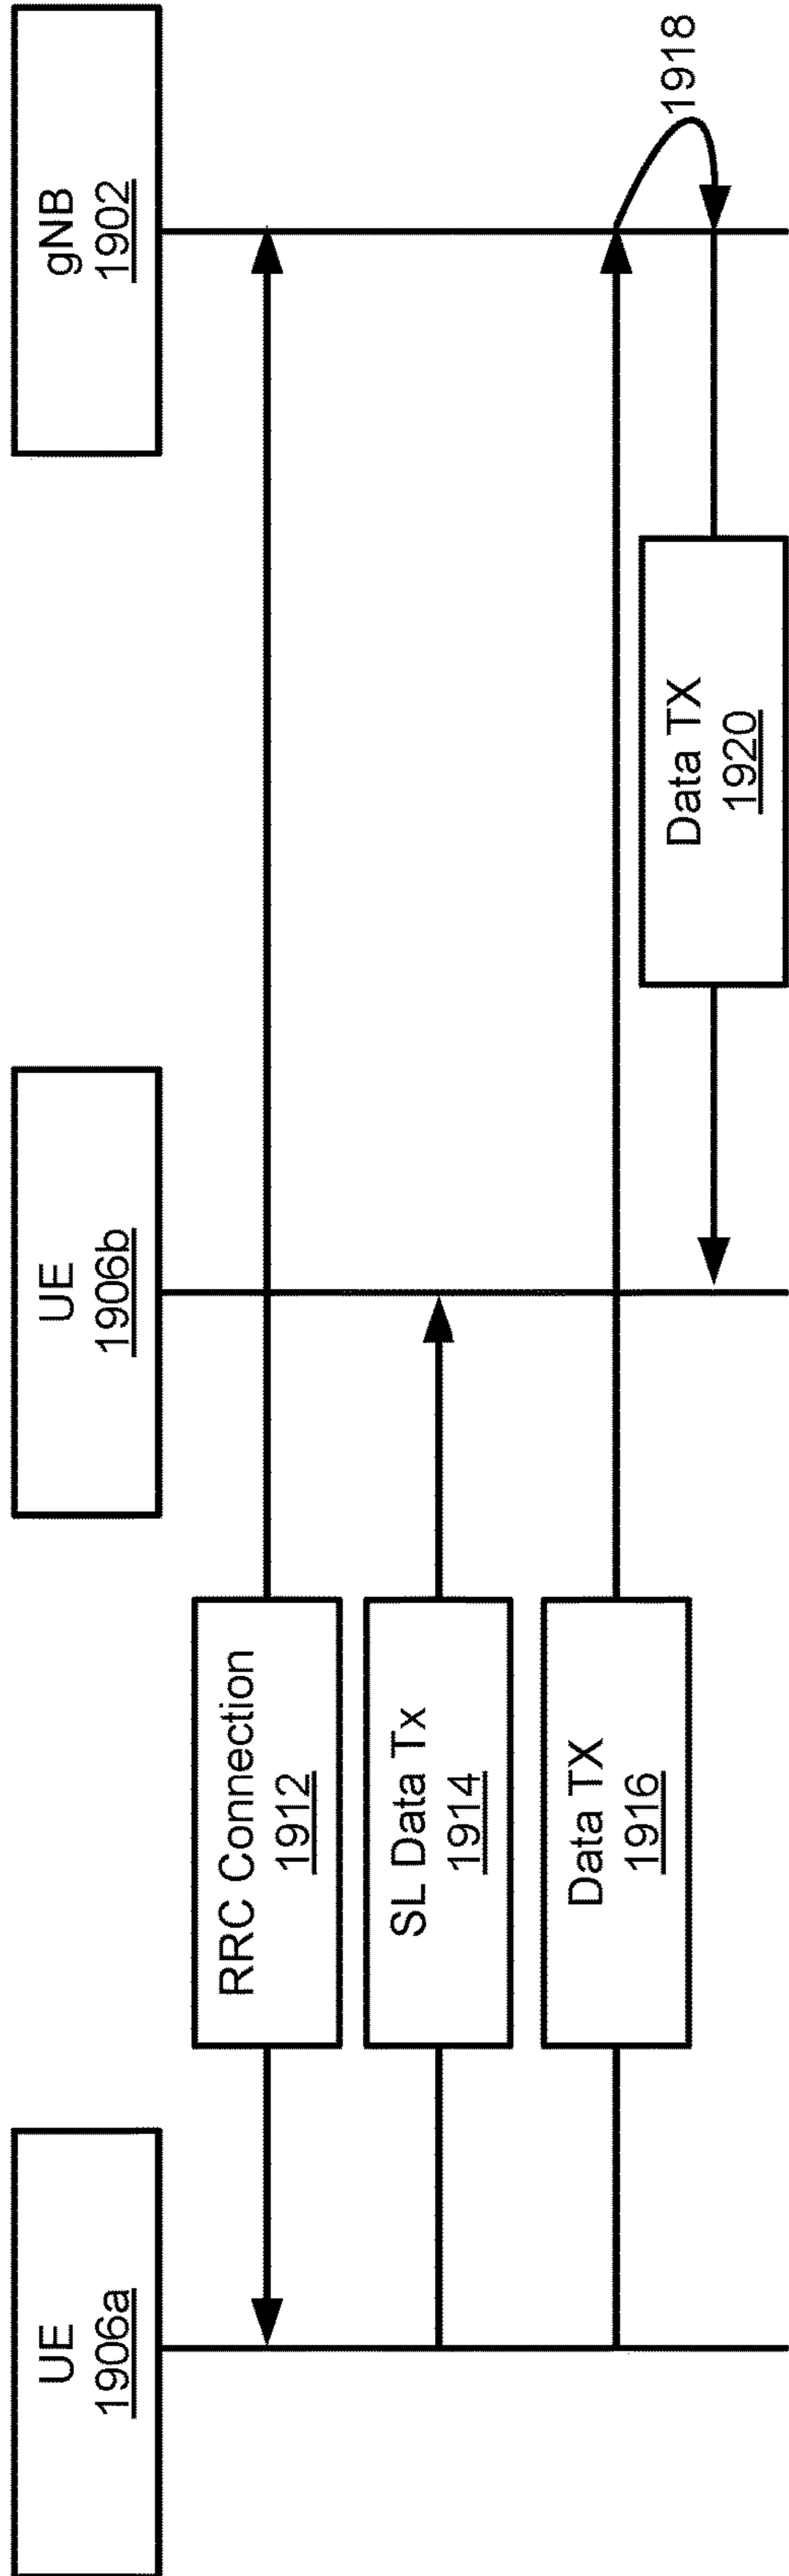 UE
1906a
UE
1906b
gNB
1902
RRC Connection
1912
SL Data Tx
1914
Data TX
1916
1918
Data TX
1920